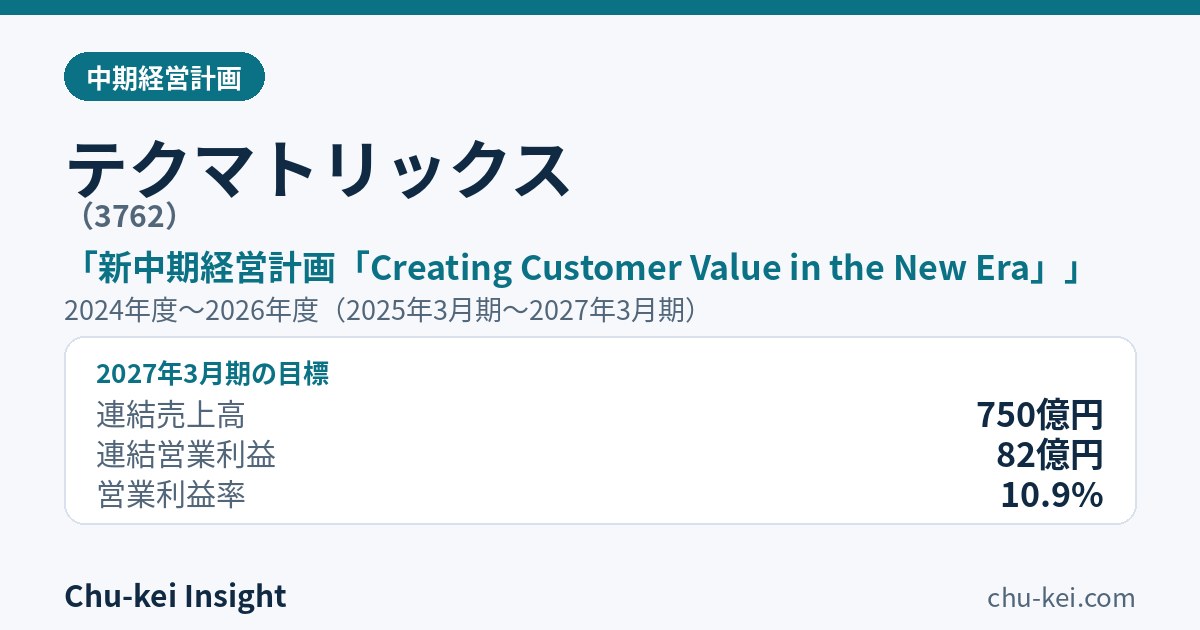 中期経営計画
テクマトリックス
（3762）
「新中期経営計画「Creating Customer Value in the New Era」」
2024年度～2026年度（2025年3月期～2027年3月期）
2027年3月期の目標
連結売上高 750億円
連結営業利益 82億円
営業利益率 10.9%
Chu-kei Insight chu-kei.com